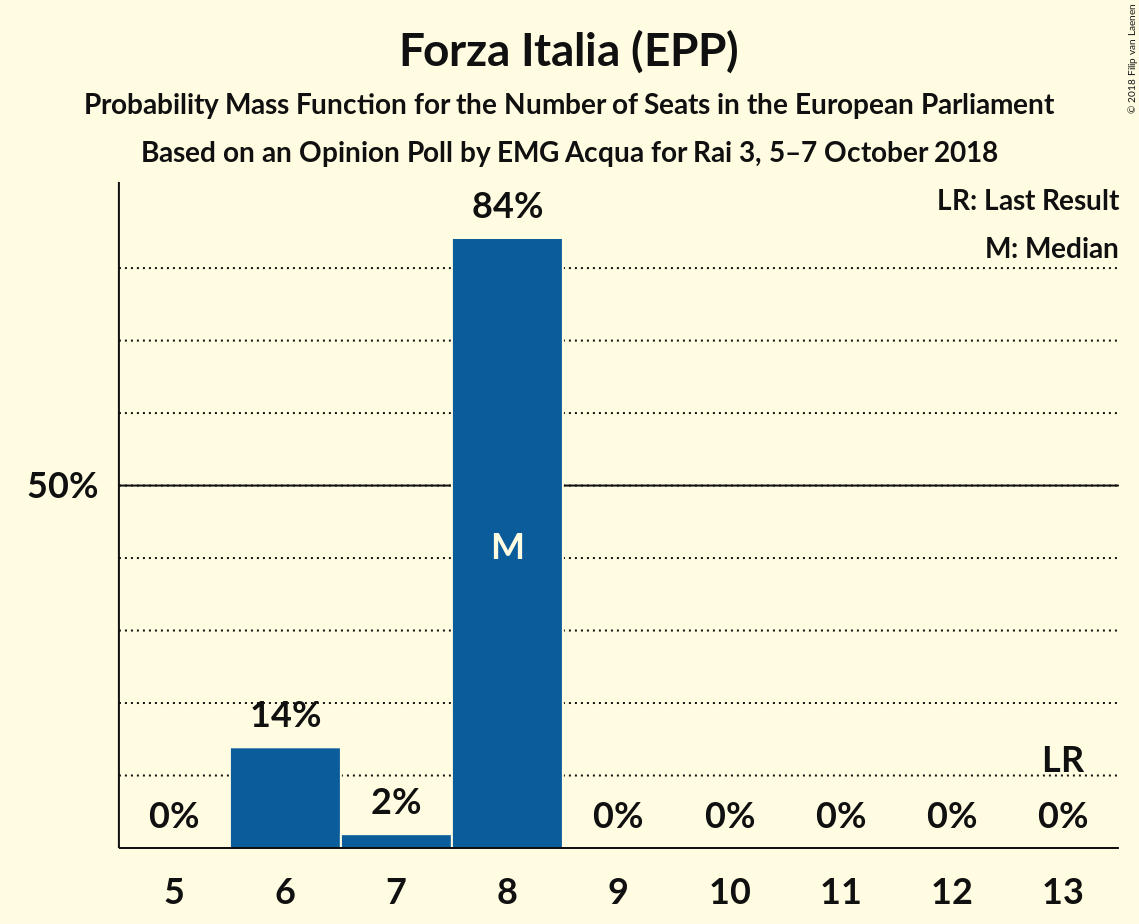 Forza Italia (EPP)
Probability Mass Function for the Number of Seats in the European Parliament
Based on an Opinion Poll by EMG Acqua for Rai 3, 5–7 October 2018
© 2018 Filip van Laenen
LR: Last Result
M: Median
84%
50%
M
14%
LR
0%
2%
0%
0%
0%
0%
0%
5 6 7 8 9 10 11 12 13